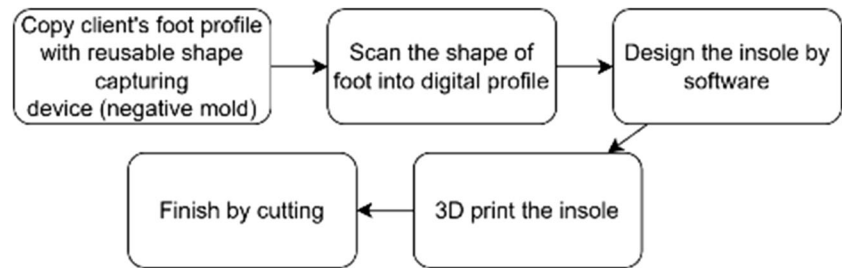 Copy client's foot profile
with reusable shape
capturing
device (negative mold)
Scan the shape of
foot into digital profile
Design the insole by
software
3D print the insole
Finish by cutting